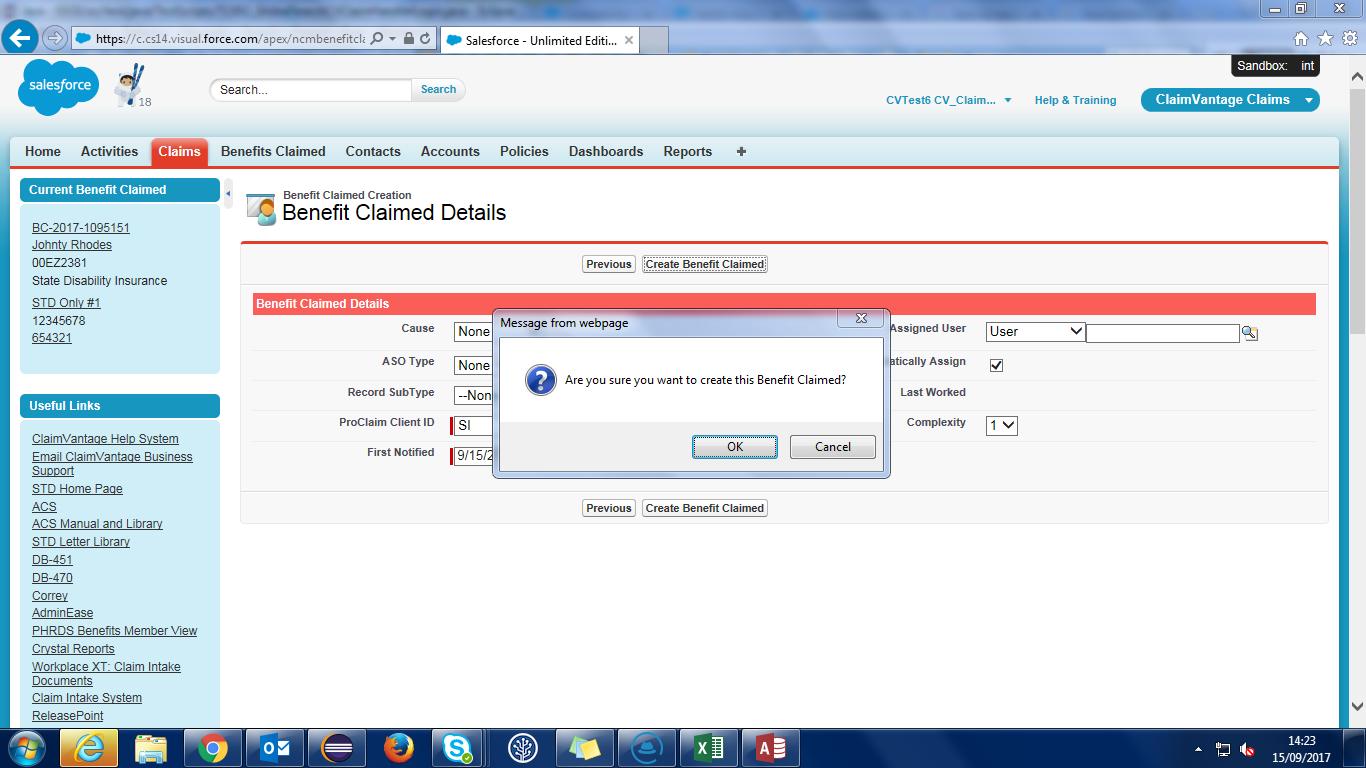 https://c.cs14.visual.force.com/apex/ncmbenefitcla
Salesforce - Unlimited Editi...
Sandbox: int
salesforce
18
Search...
Search
CVTest6 CV_Claim...
Help & Training
ClaimVantage Claims
Home
Activities
Claims
Benefits Claimed
Contacts
Accounts
Policies
Dashboards
Reports
Current Benefit Claimed
BC-2017-1095151
Johnty Rhodes
00EZ2381
State Disability Insurance
STD Only #1
12345678
654321
Useful Links
ClaimVantage Help System
Email ClaimVantage Business
Support
STD Home Page
ACS
ACS Manual and Library
STD Letter Library
DB-451
DB-470
Correy
AdminEase
PHRDS Benefits Member View
Crystal Reports
Workplace XT: Claim Intake
Documents
Claim Intake System
ReleasePoint
Benefit Claimed Creation
Benefit Claimed Details
Previous
Create Benefit Claimed
Benefit Claimed Details
Cause
None
Assigned User
User
ASO Type
None
atically Assign
Record SubType
--Non
Last Worked
ProClaim Client ID
SI
Complexity
1
First Notified
9/15/2
Message from webpage
Are you sure you want to create this Benefit Claimed?
OK
Cancel
Previous
Create Benefit Claimed
14:23
15/09/2017